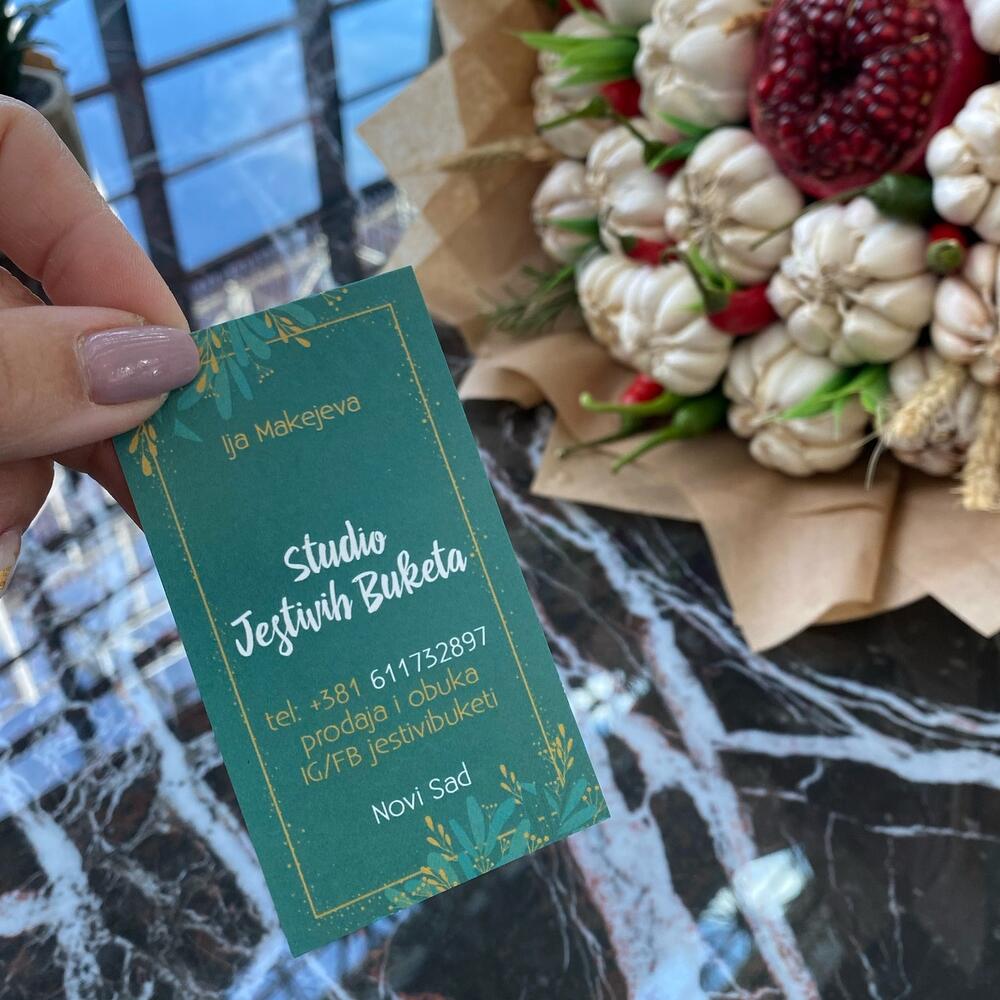 Ija Makejeva
Studio
Jestivih Buketa
tel: +381 611732897
prodaja i obuka
IG/FB jestivibuketi
Novi Sad